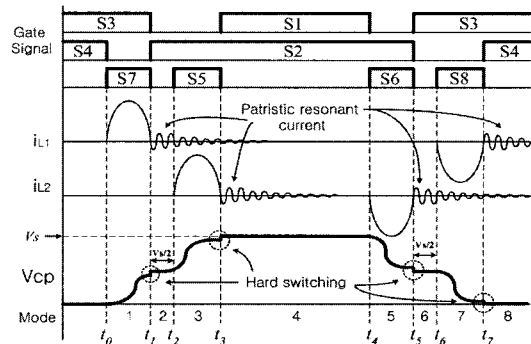 S3 S1 S3
Gate Signal
S4 S2 S4
S7 S5 S6 S8
Patristic resonant
current
iL1
iL2
Vs
Vs/2 Vs/2
Vcp
Hard switching
Mode 1 2 3 4 5 6 7 8
t0 t1 t2 t3 t4 t5 t6 t7